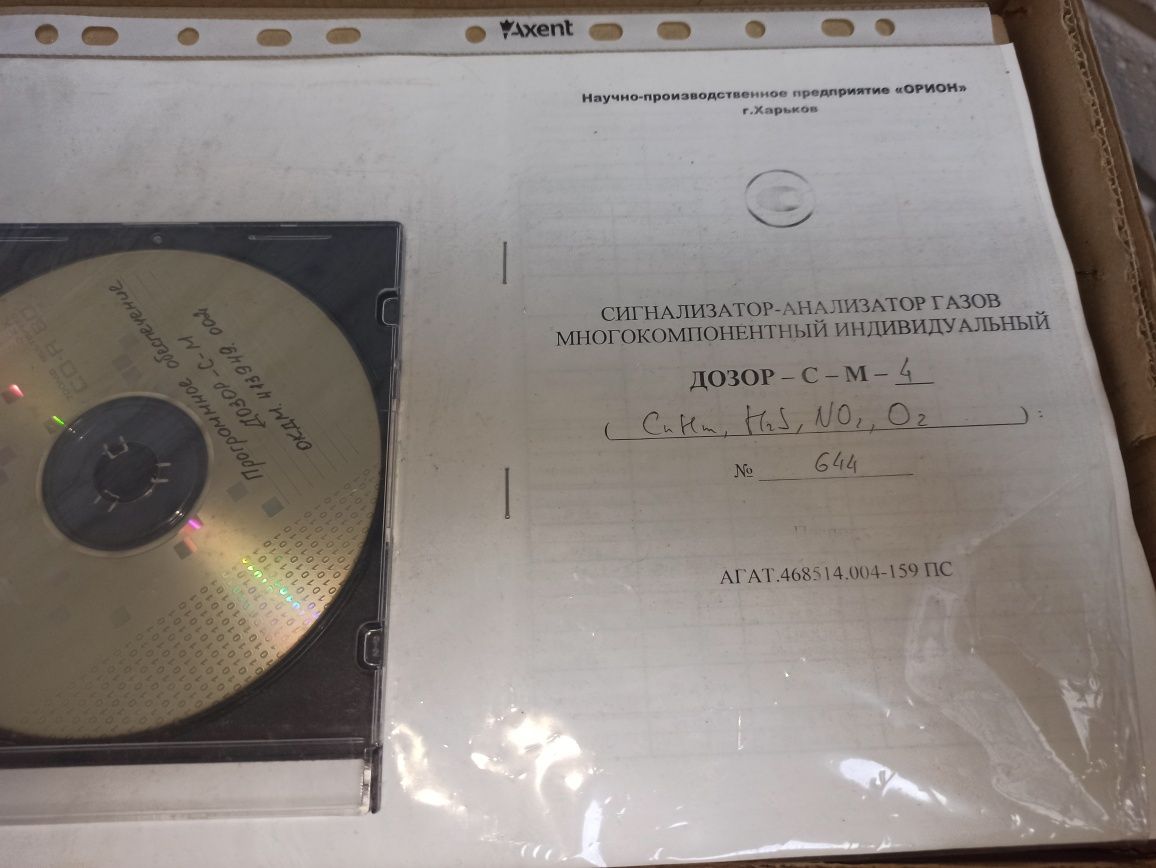 Axent
Научно-производственное предприятие «ОРИОН»
г.Харьков
СИГНАЛИЗАТОР-АНАЛИЗАТОР ГАЗОВ
МНОГОКОМПОНЕНТНЫЙ ИНДИВИДУАЛЬНЫЙ
ДОЗОР – С – М – 4
( CnHm, H2S, NO2, O2 ):
№ 644
АГАТ.468514.004-159 ПС
Программное обеспечение
ДОЗОР-С-М
CD-R